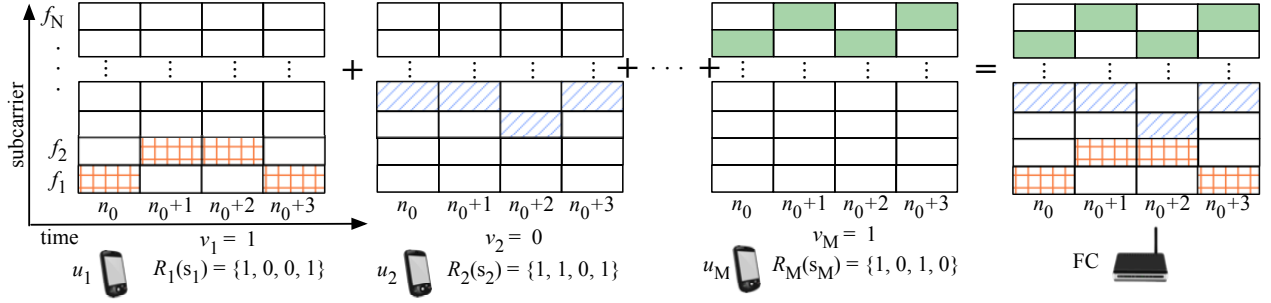 f_N
subcarrier
f_2
f_1
+ + · · · + =
n_0 n_0+1 n_0+2 n_0+3
n_0 n_0+1 n_0+2 n_0+3
n_0 n_0+1 n_0+2 n_0+3
n_0 n_0+1 n_0+2 n_0+3
time
v_1 = 1
v_2 = 0
v_M = 1
u_1 R_1(s_1) = {1, 0, 0, 1}
u_2 R_2(s_2) = {1, 1, 0, 1}
u_M R_M(s_M) = {1, 0, 1, 0}
FC